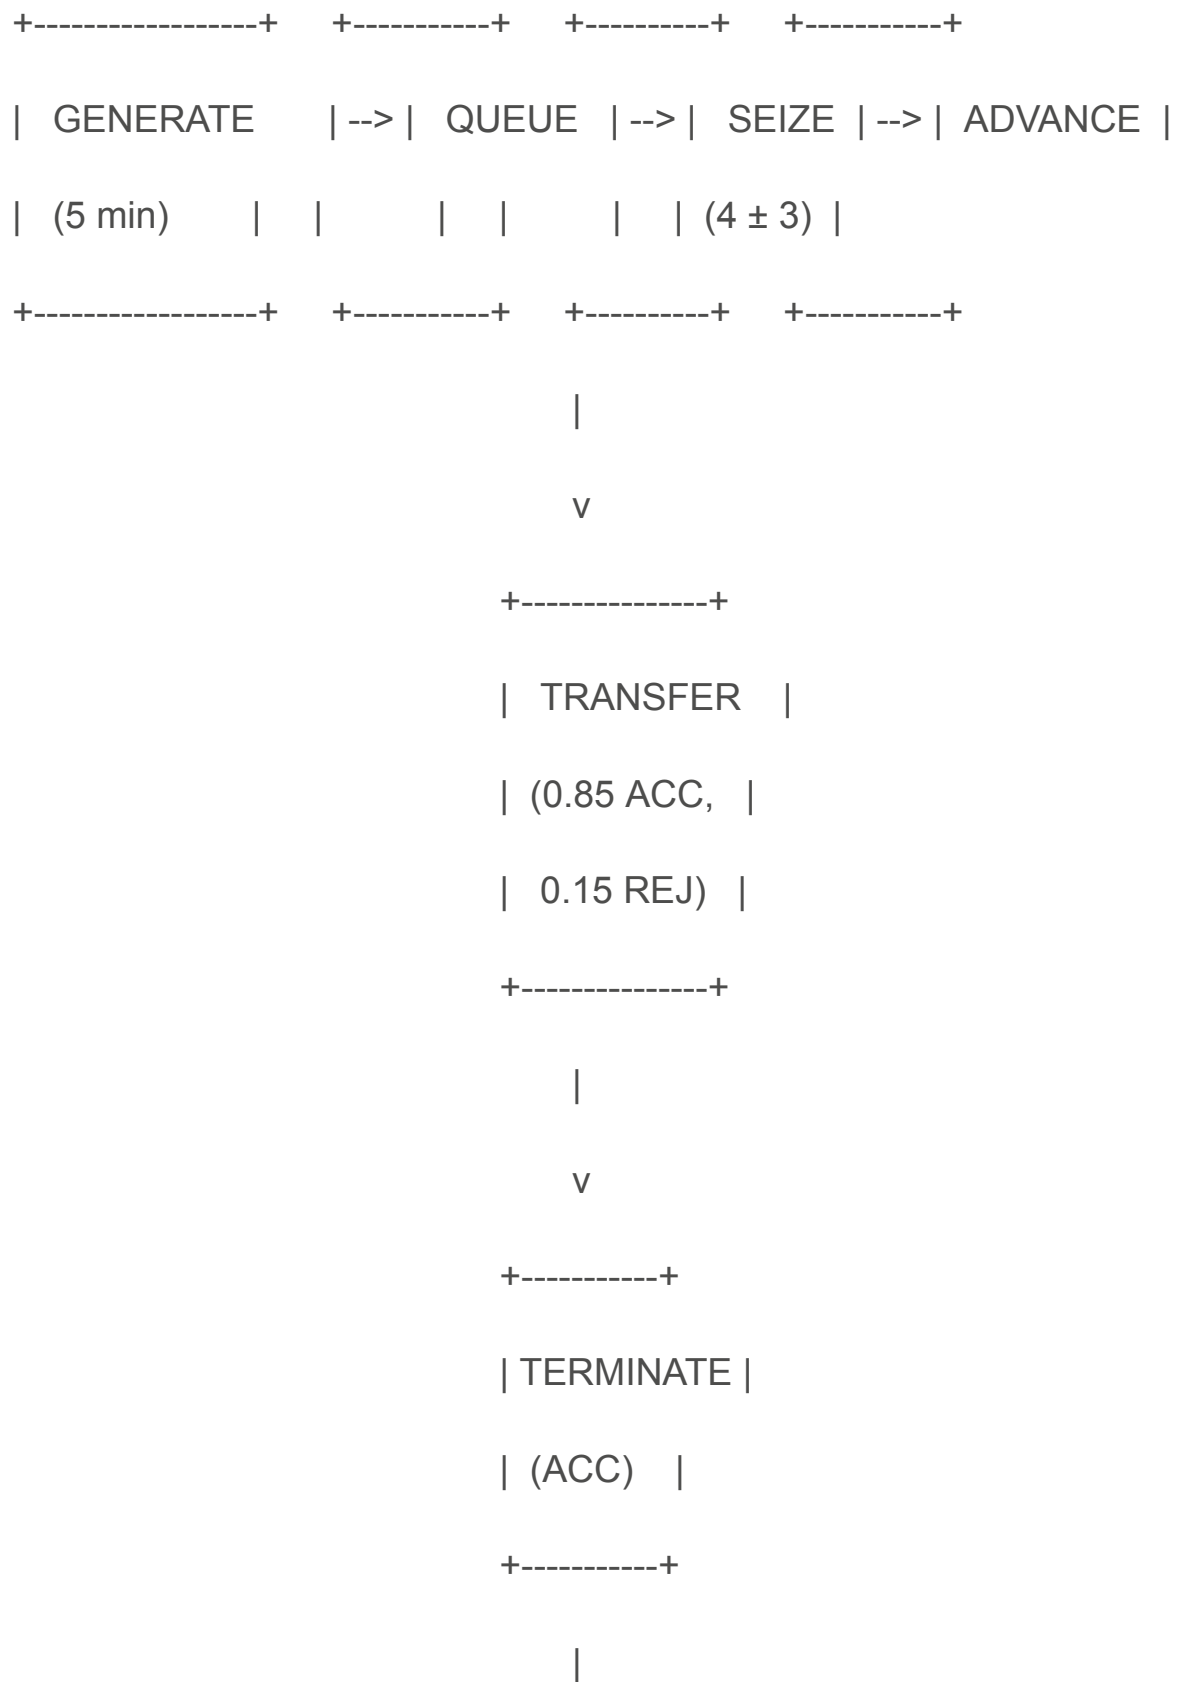 +-----------------+ +-----------+ +----------+ +-----------+
| GENERATE | --> | QUEUE | --> | SEIZE | --> | ADVANCE |
| (5 min) | | | | | | (4 ± 3) |
+-----------------+ +-----------+ +----------+ +-----------+
|
v
+---------------+
| TRANSFER |
| (0.85 ACC, |
| 0.15 REJ) |
+---------------+
|
v
+-----------+
| TERMINATE |
| (ACC) |
+-----------+
|